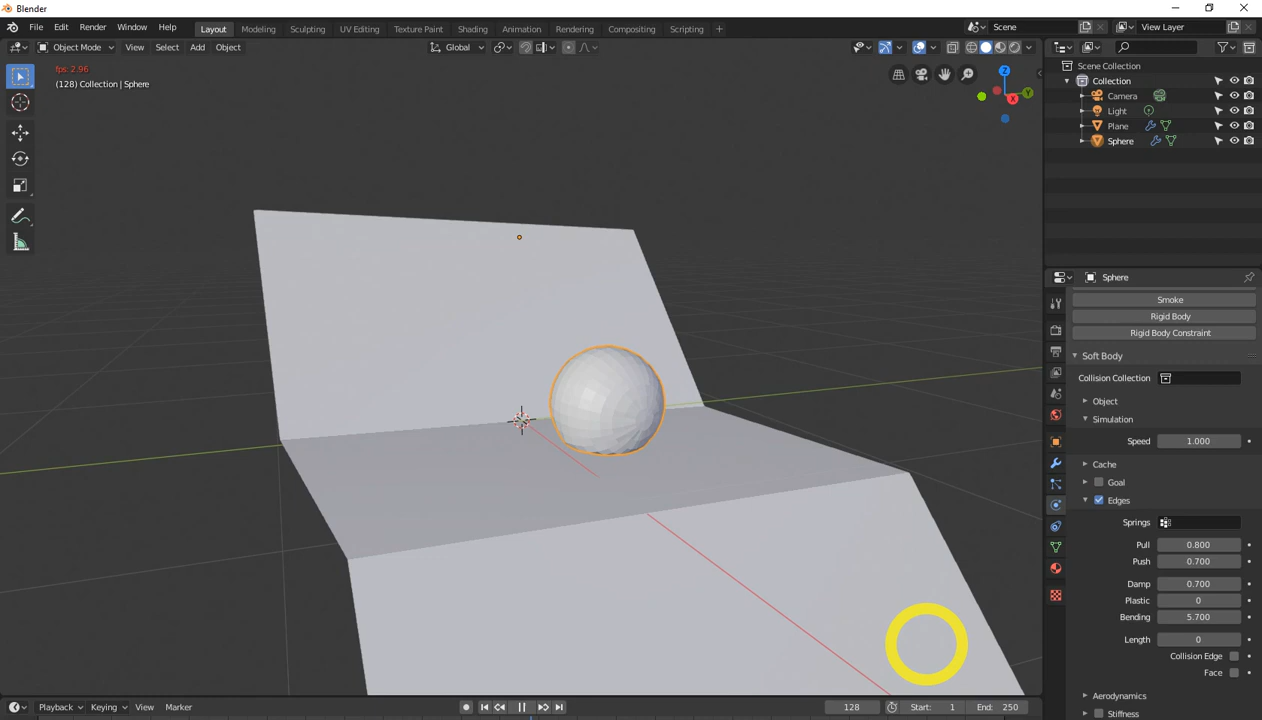 Blender
File Edit Render Window Help Layout Modeling Sculpting UV Editing Texture Paint Shading Animation Rendering Compositing Scripting + Scene View Layer
Object Mode View Select Add Object Global
fps: 2.96
(128) Collection | Sphere
Z
Y
X
Scene Collection
Collection
Camera
Light
Plane
Sphere
Sphere
Smoke
Rigid Body
Rigid Body Constraint
Soft Body
Collision Collection
Object
Simulation
Speed 1.000
Cache
Goal
Edges
Springs
Pull 0.800
Push 0.700
Damp 0.700
Plastic 0
Bending 5.700
Length 0
Collision Edge
Face
Aerodynamics
Stiffness
Playback Keying View Marker 128 Start: 1 End: 250